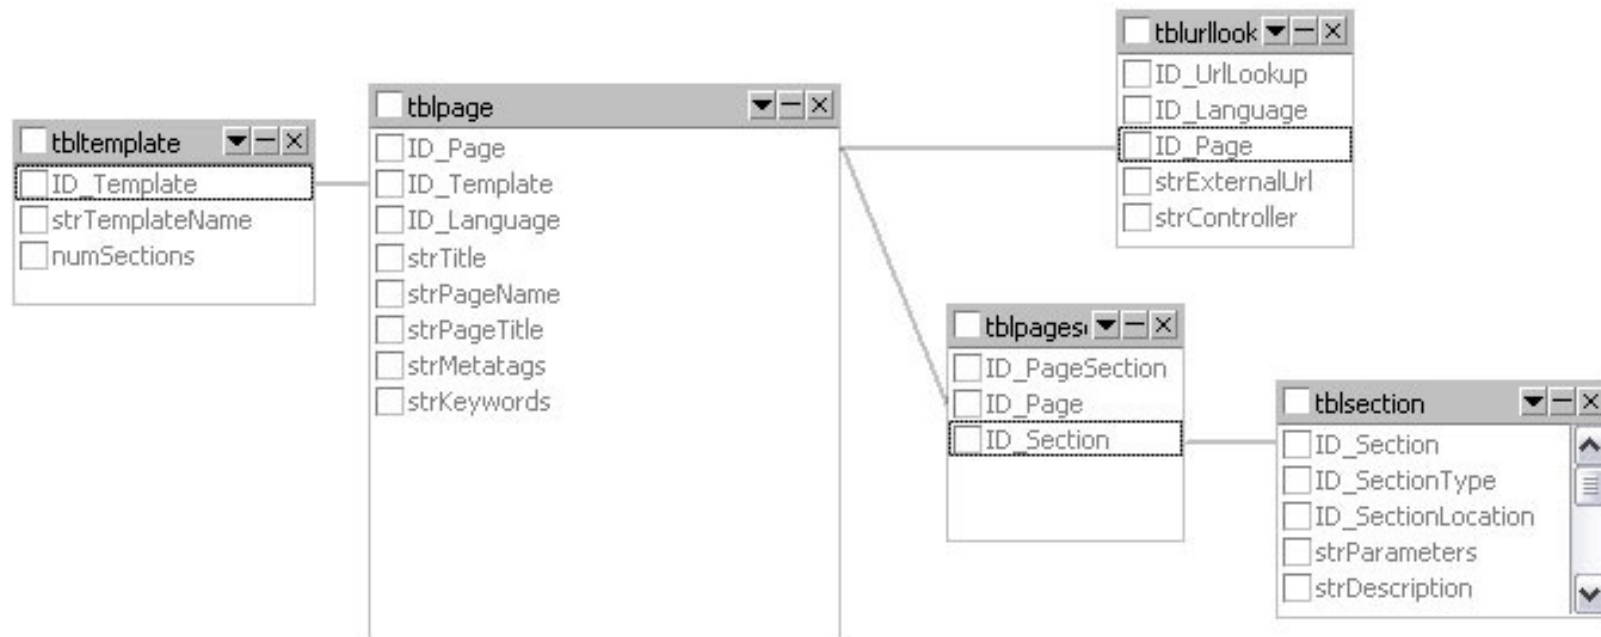 tbltemplate
ID_Template
strTemplateName
numSections
tblpage
ID_Page
ID_Template
ID_Language
strTitle
strPageName
strPageTitle
strMetatags
strKeywords
tblurllook
ID_UrlLookup
ID_Language
ID_Page
strExternalUrl
strController
tblpages
ID_PageSection
ID_Page
ID_Section
tblsection
ID_Section
ID_SectionType
ID_SectionLocation
strParameters
strDescription